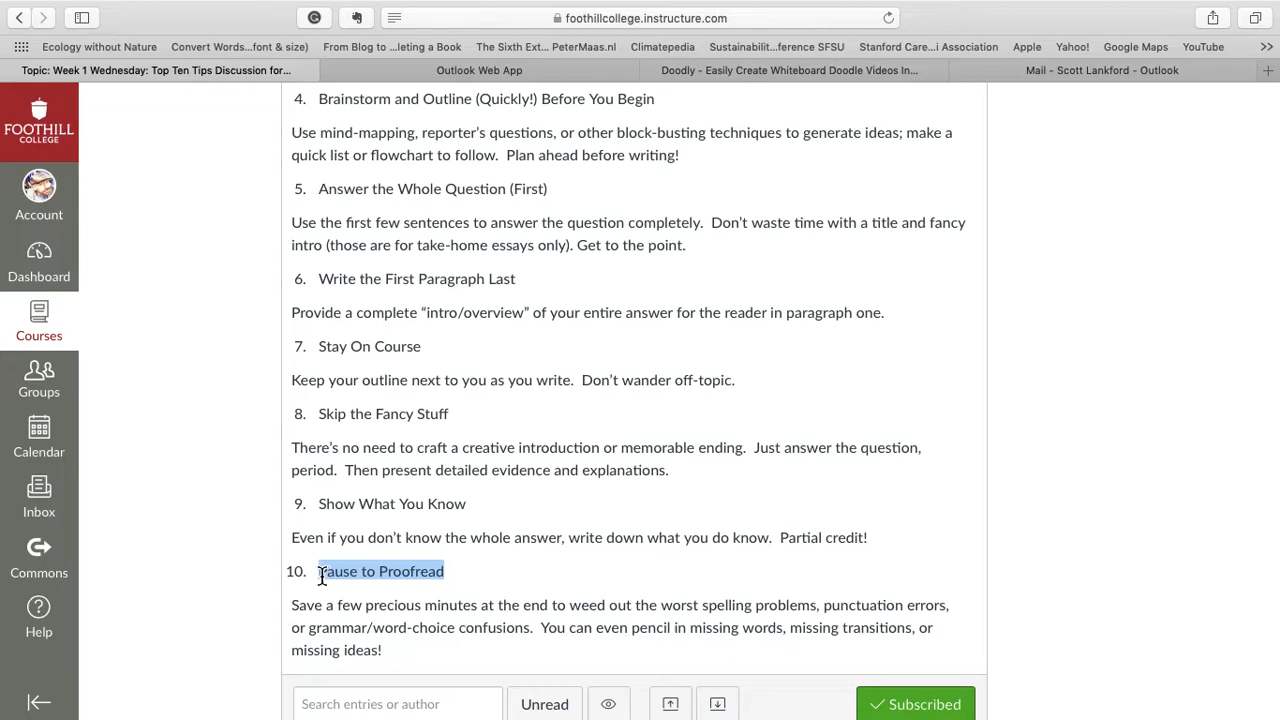 foothillcollege.instructure.com
Ecology without Nature
Convert Words...font & size)
From Blog to ...leting a Book
The Sixth Ext... PeterMaas.nl
Climatepedia
Sustainabilit...ference SFSU
Stanford Care...i Association
Apple
Yahoo!
Google Maps
YouTube
Topic: Week 1 Wednesday: Top Ten Tips Discussion for...
Outlook Web App
Doodly - Easily Create Whiteboard Doodle Videos In...
Mail - Scott Lankford - Outlook
FOOTHILL
COLLEGE
Account
Dashboard
Courses
Groups
Calendar
Inbox
Commons
Help
4. Brainstorm and Outline (Quickly!) Before You Begin
Use mind-mapping, reporter's questions, or other block-busting techniques to generate ideas; make a
quick list or flowchart to follow. Plan ahead before writing!
5. Answer the Whole Question (First)
Use the first few sentences to answer the question completely. Don't waste time with a title and fancy
intro (those are for take-home essays only). Get to the point.
6. Write the First Paragraph Last
Provide a complete “intro/overview” of your entire answer for the reader in paragraph one.
7. Stay On Course
Keep your outline next to you as you write. Don't wander off-topic.
8. Skip the Fancy Stuff
There's no need to craft a creative introduction or memorable ending. Just answer the question,
period. Then present detailed evidence and explanations.
9. Show What You Know
Even if you don't know the whole answer, write down what you do know. Partial credit!
10. Pause to Proofread
Save a few precious minutes at the end to weed out the worst spelling problems, punctuation errors,
or grammar/word-choice confusions. You can even pencil in missing words, missing transitions, or
missing ideas!
Search entries or author
Unread
Subscribed